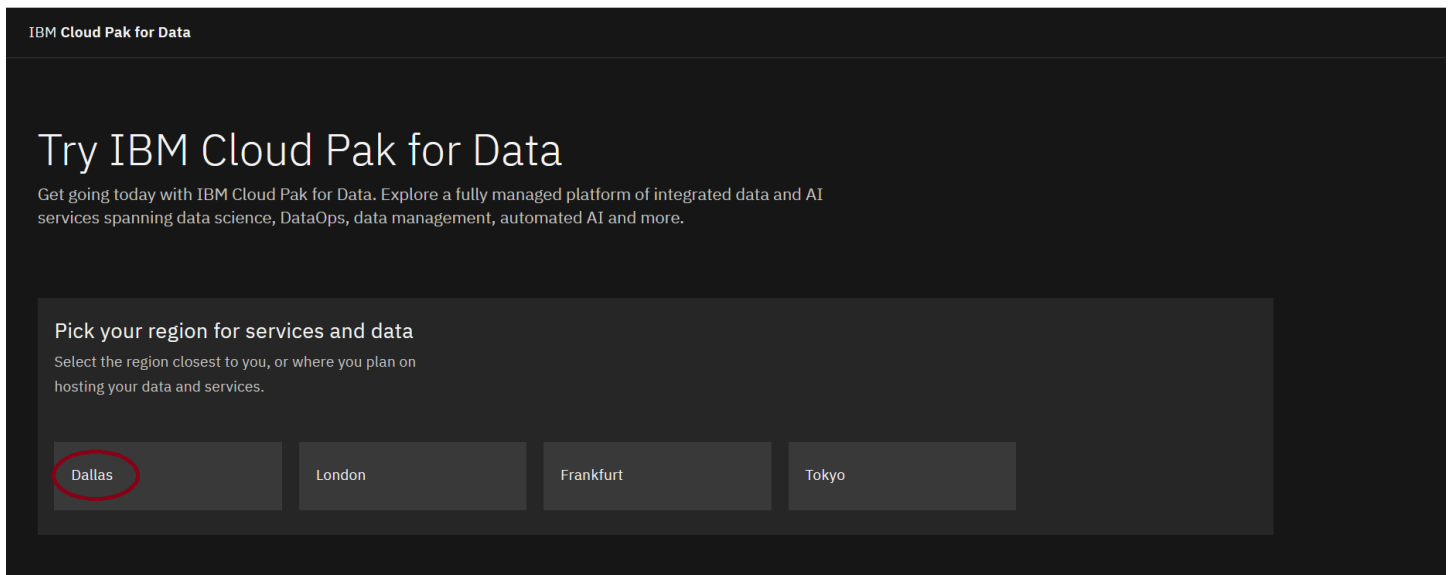 IBM Cloud Pak for Data
Try IBM Cloud Pak for Data
Get going today with IBM Cloud Pak for Data. Explore a fully managed platform of integrated data and AI
services spanning data science, DataOps, data management, automated AI and more.
Pick your region for services and data
Select the region closest to you, or where you plan on
hosting your data and services.
Dallas
London
Frankfurt
Tokyo